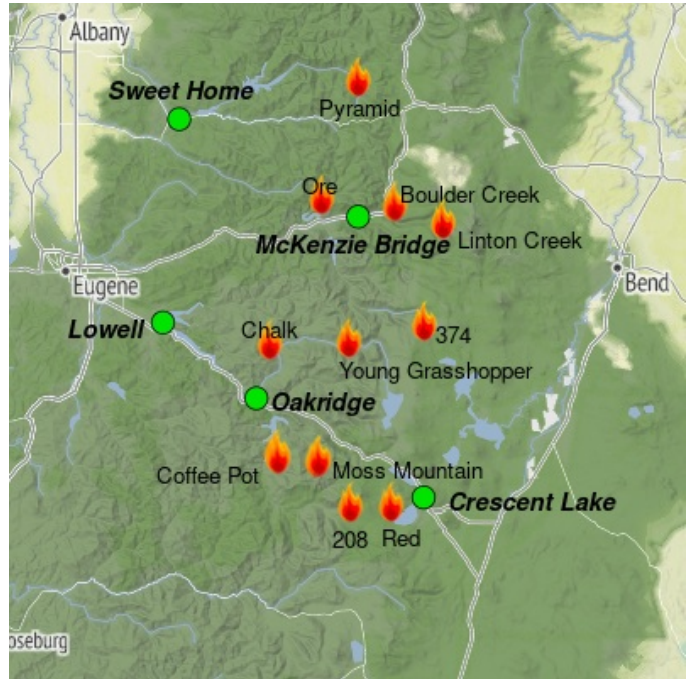 Albany
Sweet Home
Pyramid
Ore
Boulder Creek
McKenzie Bridge
Linton Creek
Eugene
Bend
Lowell
Chalk
374
Young Grasshopper
Oakridge
Coffee Pot
Moss Mountain
Crescent Lake
208
Red
oseburg